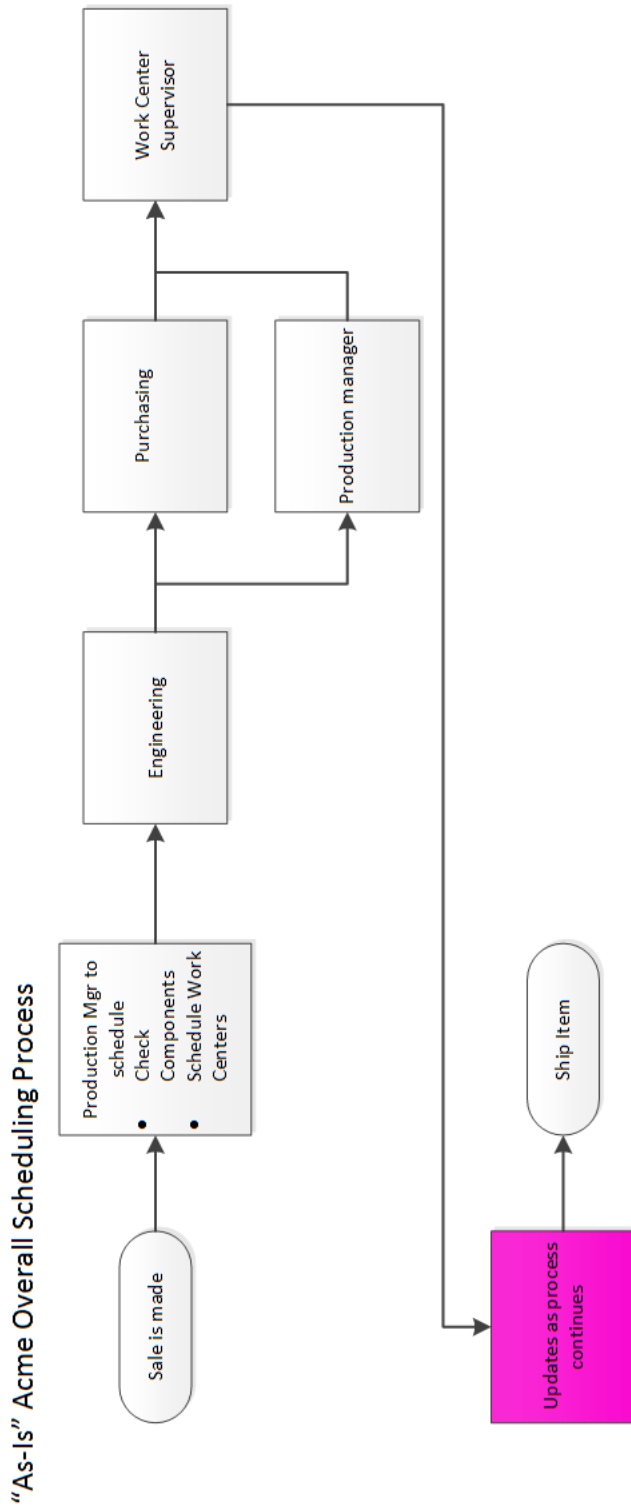 "As-Is" Acme Overall Scheduling Process
Sale is made
Production Mgr to
schedule
• Check
Components
• Schedule Work
Centers
Engineering
Purchasing
Production manager
Work Center
Supervisor
Updates as process
continues
Ship Item